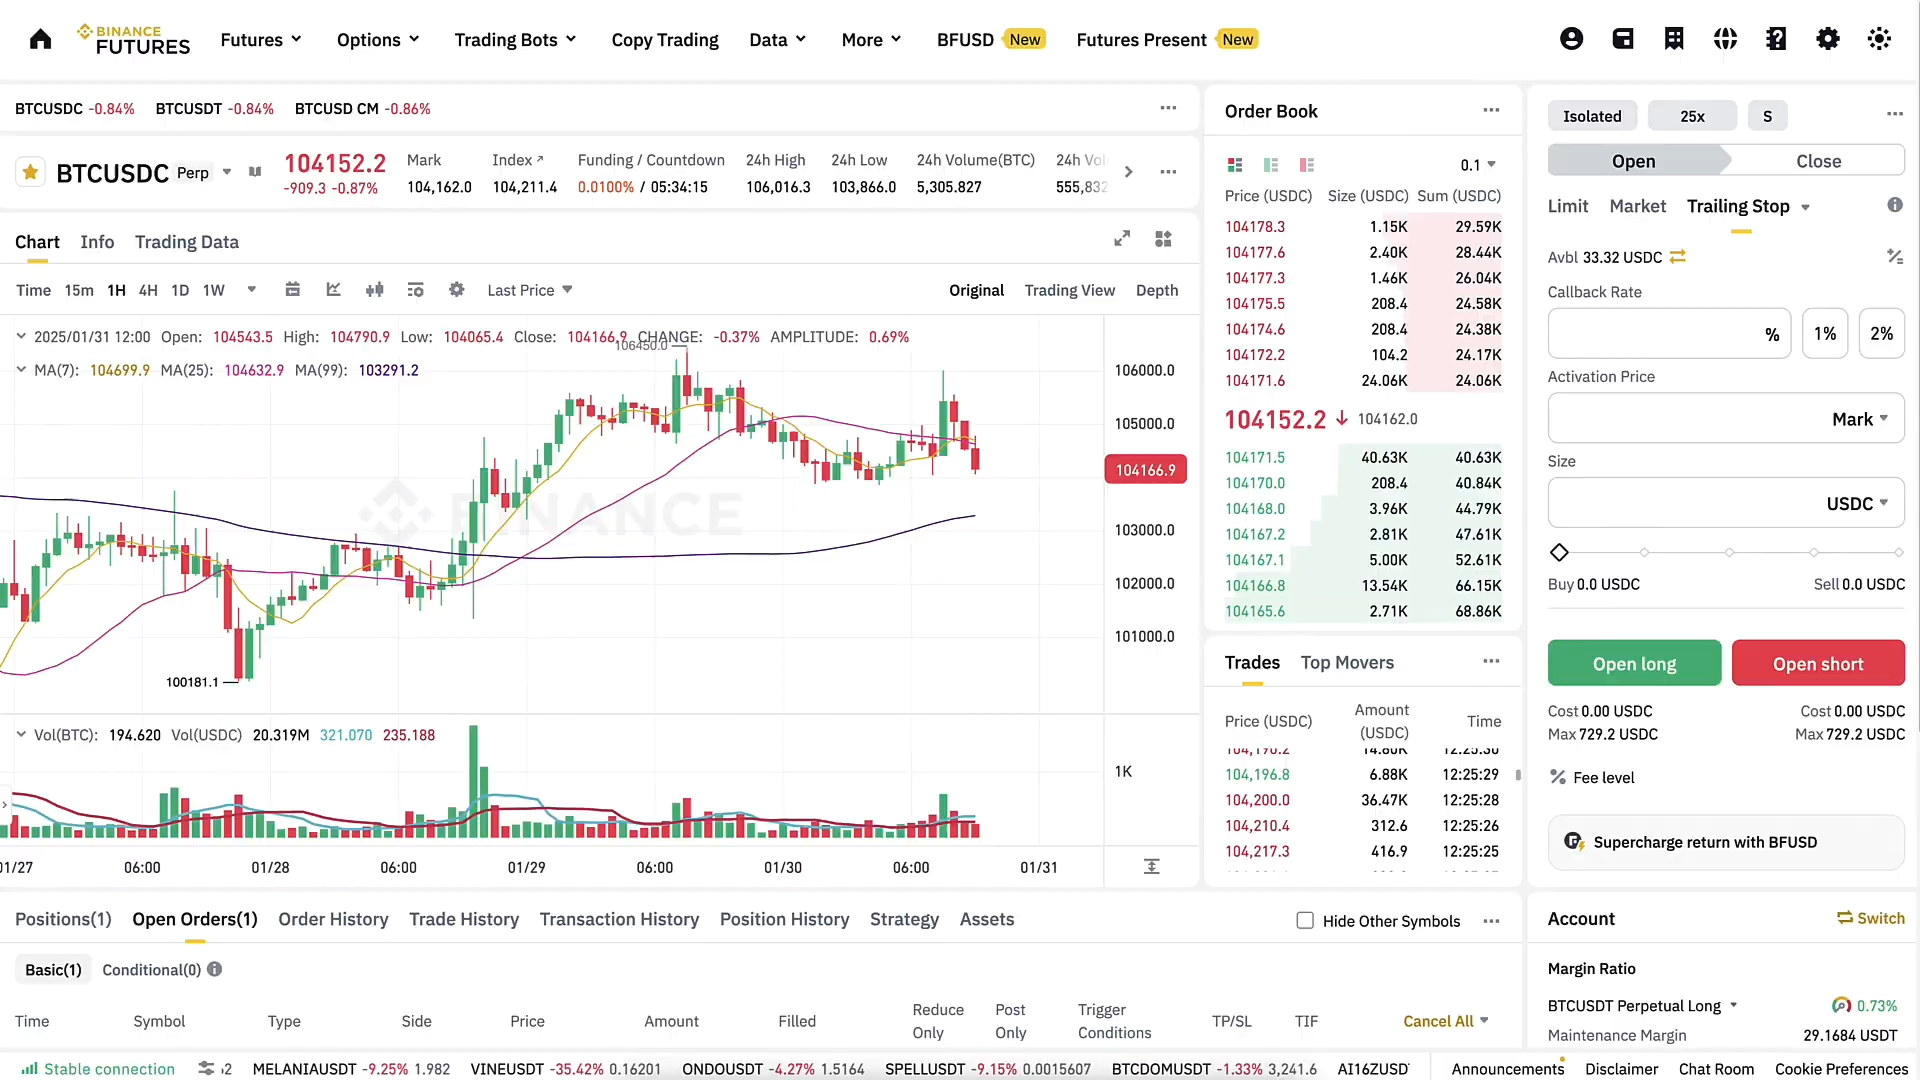 BINANCE
FUTURES
Futures
Options
Trading Bots
Copy Trading
Data
More
BFUSD New
Futures Present New
BTCUSDC -0.84% BTCUSDT -0.84% BTCUSD CM -0.86%
BTCUSDC Perp
104152.2
-909.3 -0.87%
Mark
104,162.0
Index
104,211.4
Funding / Countdown
0.0100% / 05:34:15
24h High
106,016.3
24h Low
103,866.0
24h Volume(BTC)
5,305.827
24h
Chart Info Trading Data
Time 15m 1H 4H 1D 1W
Last Price
Original Trading View Depth
2025/01/31 12:00 Open: 104543.5 High: 104790.9 Low: 104065.4 Close: 104166.9 CHANGE: -0.37% AMPLITUDE: 0.69%
106450.0
MA(7): 104699.9 MA(25): 104632.9 MA(99): 103291.2
106000.0
105000.0
104166.9
103000.0
102000.0
101000.0
BINANCE
100181.1
Vol(BTC): 194.620 Vol(USDC) 20.319M 321.070 235.188
1K
06:00 01/28 06:00 01/29 06:00 01/30 06:00 01/31
Order Book
0.1
Price (USDC) Size (USDC) Sum (USDC)
104178.3 1.15K 29.59K
104177.6 2.40K 28.44K
104177.3 1.46K 26.04K
104175.5 208.4 24.58K
104174.6 208.4 24.38K
104172.2 104.2 24.17K
104171.6 24.06K 24.06K
104152.2 104162.0
104171.5 40.63K 40.63K
104170.0 208.4 40.84K
104168.0 3.96K 44.79K
104167.2 2.81K 47.61K
104167.1 5.00K 52.61K
104166.8 13.54K 66.15K
104165.6 2.71K 68.86K
Trades Top Movers
Price (USDC) Amount (USDC) Time
104,196.8 6.88K 12:25:29
104,200.0 36.47K 12:25:28
104,210.4 312.6 12:25:26
104,217.3 416.9 12:25:25
Isolated 25x S
Open Close
Limit Market Trailing Stop
Avbl 33.32 USDC
Callback Rate
% 1% 2%
Activation Price
Mark
Size
USDC
Buy 0.0 USDC Sell 0.0 USDC
Open long Open short
Cost 0.00 USDC Cost 0.00 USDC
Max 729.2 USDC Max 729.2 USDC
Fee level
Supercharge return with BFUSD
Positions(1) Open Orders(1) Order History Trade History Transaction History Position History Strategy Assets
Hide Other Symbols
Basic(1) Conditional(0)
Time Symbol Type Side Price Amount Filled Reduce Only Post Only Trigger Conditions TP/SL TIF Cancel All
Account Switch
Margin Ratio
BTCUSDT Perpetual Long 0.73%
Maintenance Margin 29.1684 USDT
Stable connection
MELANIAUSDT -9.25% 1.982 VINEUSDT -35.42% 0.16201 ONDOUSDT -4.27% 1.5164 SPELLUSDT -9.15% 0.0015607 BTCDOMUSDT -1.33% 3,241.6
Announcements Disclaimer Chat Room Cookie Preferences